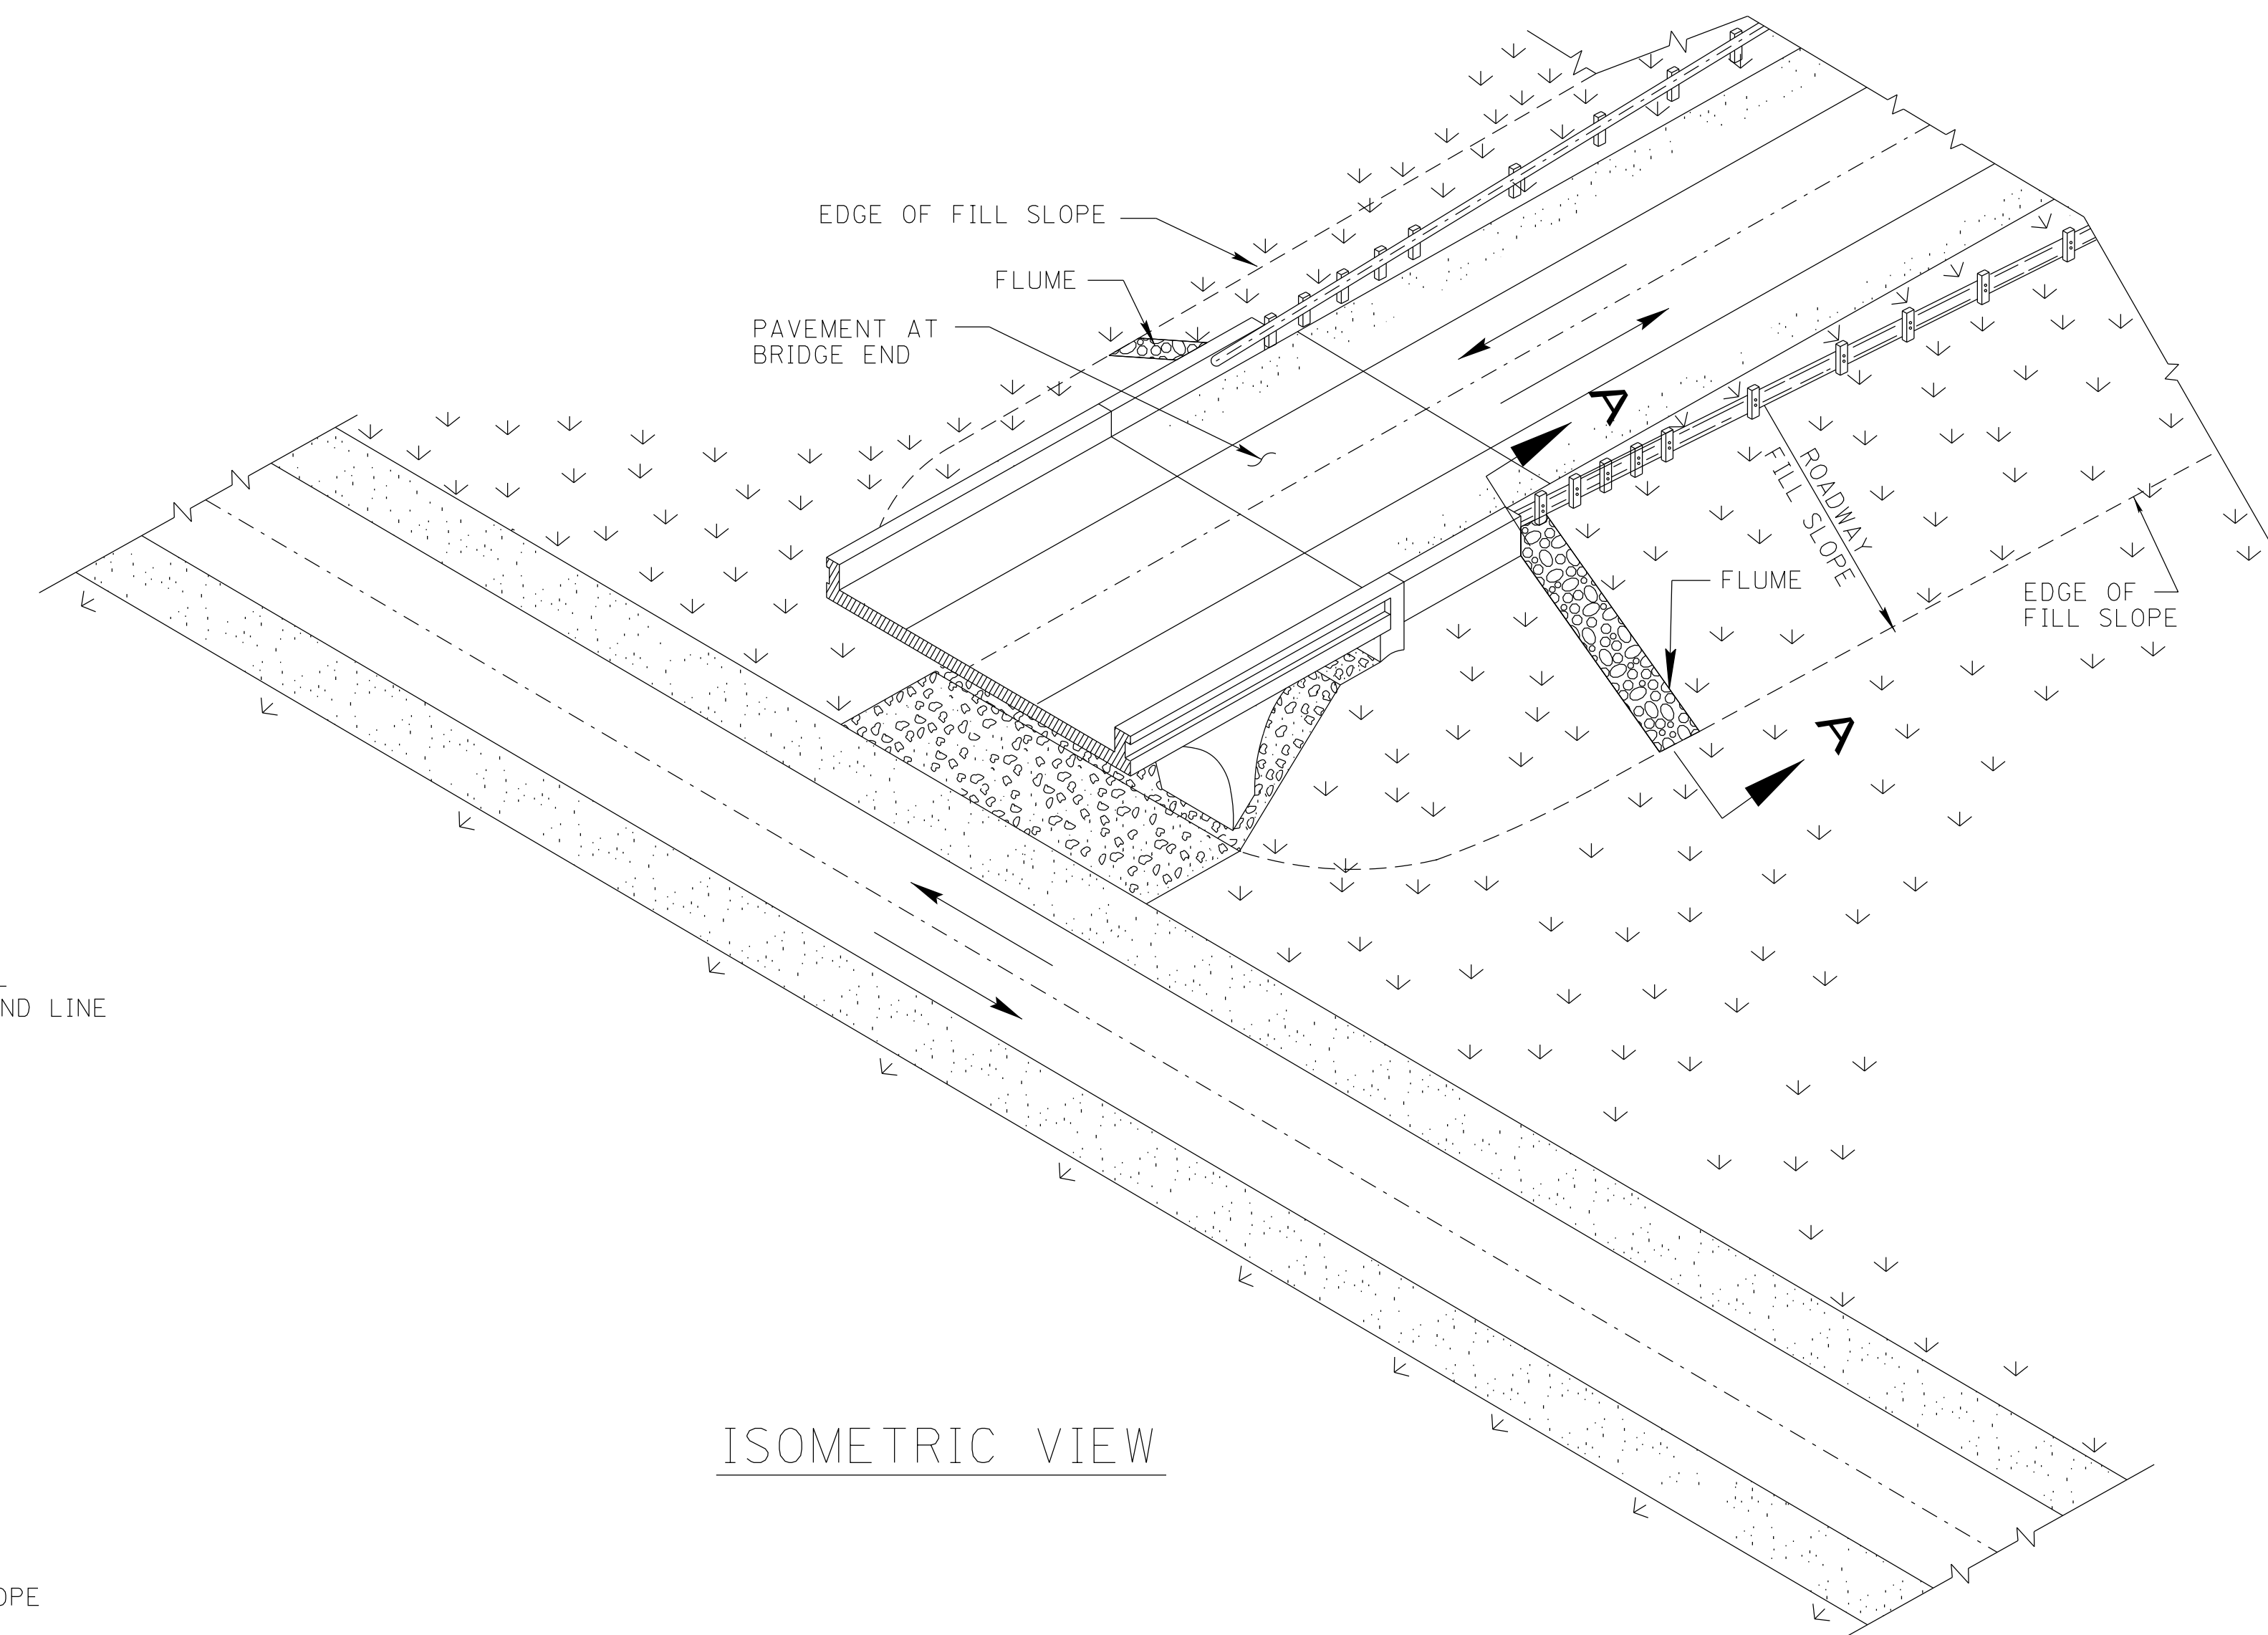 EDGE OF FILL SLOPE
FLUME
PAVEMENT AT
BRIDGE END
A
ROADWAY
FILL SLOPE
FLUME
EDGE OF
FILL SLOPE
A
ND LINE
ISOMETRIC VIEW
OPE